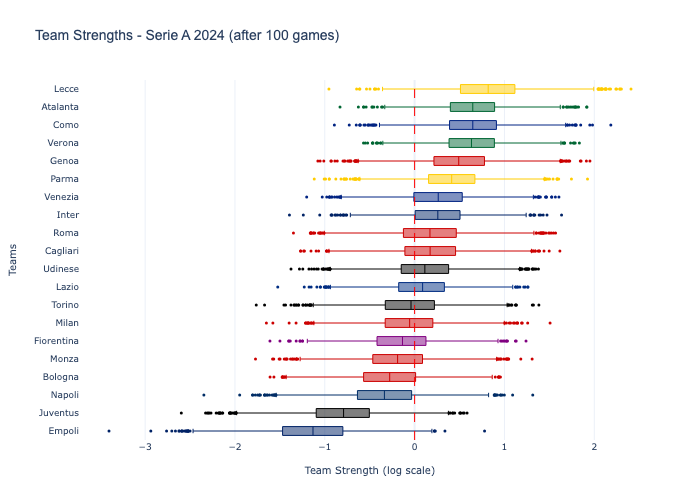 Team Strengths - Serie A 2024 (after 100 games)
Lecce
Atalanta
Como
Verona
Genoa
Parma
Venezia
Inter
Roma
Cagliari
Udinese
Lazio
Torino
Milan
Fiorentina
Monza
Bologna
Napoli
Juventus
Empoli
Teams
−3 −2 −1 0 1 2
Team Strength (log scale)